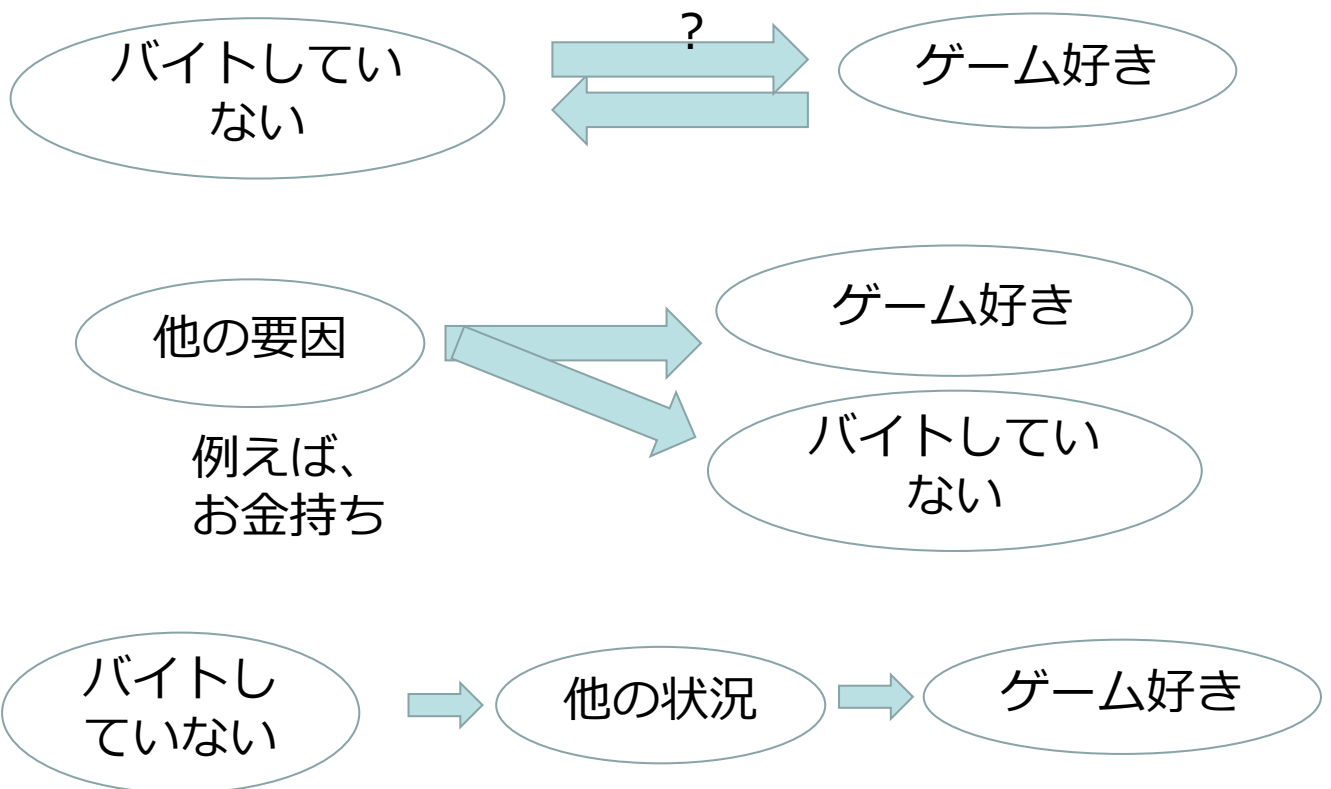 ?
バイトしてい
ない
ゲーム好き
他の要因
例えば、
お金持ち
ゲーム好き
バイトしてい
ない
バイトし
ていない
他の状況
ゲーム好き